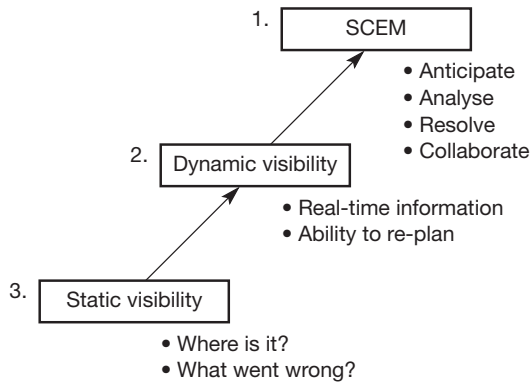 1. SCEM
• Anticipate
• Analyse
• Resolve
• Collaborate
2. Dynamic visibility
• Real-time information
• Ability to re-plan
3. Static visibility
• Where is it?
• What went wrong?